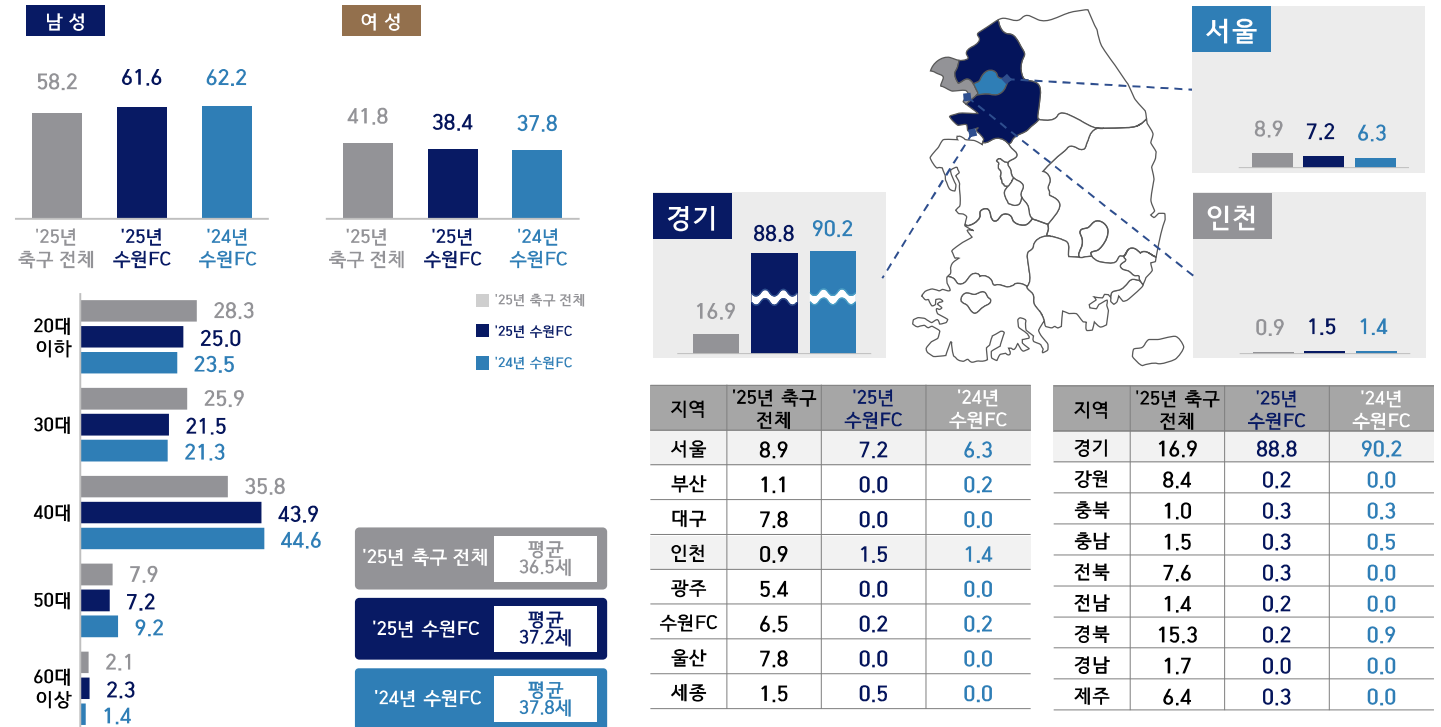 남 성
58.2
61.6
62.2
'25년
축구 전체
'25년
수원FC
'24년
수원FC
여 성
41.8
38.4
37.8
'25년
축구 전체
'25년
수원FC
'24년
수원FC
'25년 축구 전체
'25년 수원FC
'24년 수원FC
20대
이하
28.3
25.0
23.5
30대
25.9
21.5
21.3
40대
35.8
43.9
44.6
50대
7.9
7.2
9.2
60대
이상
2.1
2.3
1.4
'25년 축구 전체
평균
36.5세
'25년 수원FC
평균
37.2세
'24년 수원FC
평균
37.8세
서울
8.9
7.2
6.3
경기
16.9
88.8
90.2
인천
0.9
1.5
1.4
지역 '25년 축구 전체 '25년 수원FC '24년 수원FC
서울 8.9 7.2 6.3
부산 1.1 0.0 0.2
대구 7.8 0.0 0.0
인천 0.9 1.5 1.4
광주 5.4 0.0 0.0
수원FC 6.5 0.2 0.2
울산 7.8 0.0 0.0
세종 1.5 0.5 0.0
지역 '25년 축구 전체 '25년 수원FC '24년 수원FC
경기 16.9 88.8 90.2
강원 8.4 0.2 0.0
충북 1.0 0.3 0.3
충남 1.5 0.3 0.5
전북 7.6 0.3 0.0
전남 1.4 0.2 0.0
경북 15.3 0.2 0.9
경남 1.7 0.0 0.0
제주 6.4 0.3 0.0